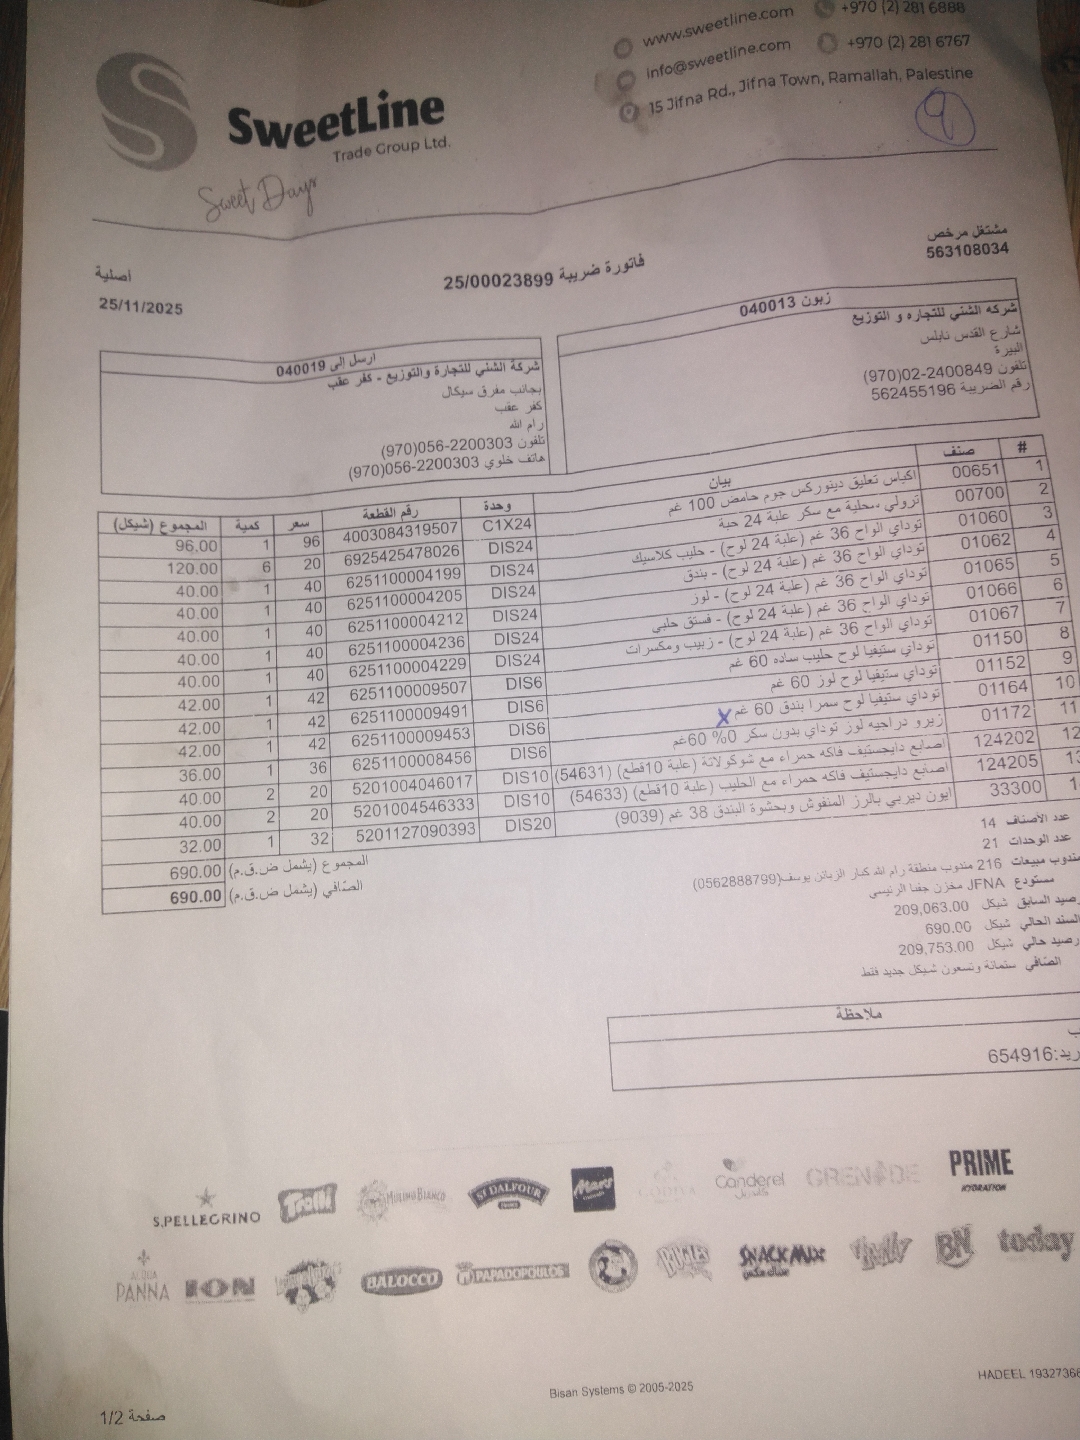 www.sweetline.com +970 (2) 281 6888
info@sweetline.com +970 (2) 281 6767
15 Jifna Rd., Jifna Town, Ramallah, Palestine
SweetLine
Trade Group Ltd.
Sweet Days
9
مشتغل مرخص
563108034
فاتورة ضريبية 25/00023899
اصلية
25/11/2025
زبون 040013
شركه الشني للتجاره و التوزيع
شارع القدس نابلس
البيرة
تلفون 02-2400849(970)
رقم الضريبة 562455196
ارسل إلى 040019
شركة الشني للتجارة والتوزيع - كفر عقب
بجانب مفرق سيكال
كفر عقب
رام الله
تلفون 056-2200303(970)
هاتف خلوي 056-2200303(970)
# صنف بيان وحدة رقم القطعة سعر كمية المجموع (شيكل)
1 00651 اكياس تعليق دينوركس جوم حامض 100 غم C1X24 4003084319507 96 1 96.00
2 00700 ترولي سحلية مع سكر علبة 24 حبة DIS24 6925425478026 20 6 120.00
3 01060 توداي الواح 36 غم (علبة 24 لوح) - حليب كلاسيك DIS24 6251100004199 40 1 40.00
4 01062 توداي الواح 36 غم (علبة 24 لوح) - بندق DIS24 6251100004205 40 1 40.00
5 01065 توداي الواح 36 غم (علبة 24 لوح) - لوز DIS24 6251100004212 40 1 40.00
6 01066 توداي الواح 36 غم (علبة 24 لوح) - فستق حلبي DIS24 6251100004236 40 1 40.00
7 01067 توداي الواح 36 غم (علبة 24 لوح) - زبيب ومكسرات DIS24 6251100004229 40 1 40.00
8 01150 توداي ستيفيا لوح حليب ساده 60 غم DIS6 6251100009507 42 1 42.00
9 01152 توداي ستيفيا لوح لوز 60 غم DIS6 6251100009491 42 1 42.00
10 01164 توداي ستيفيا لوح سمرا بندق 60 غم DIS6 6251100009453 42 1 42.00
11 01172 زيرو دراجيه لوز توداي بدون سكر 0% 60غم X DIS6 6251100008456 36 1 36.00
12 124202 اصابع دايجستيف فاكه حمراء مع شوكولاتة (علبة 10قطع) (54631) DIS10 5201004046017 20 2 40.00
124205 اصابع دايجستيف فاكه حمراء مع الحليب (علبة 10قطع) (54633) DIS10 5201004546333 20 2 40.00
33300 ايون ديربي بالرز المنفوش وبحشوة البندق 38 غم (9039) DIS20 5201127090393 32 1 32.00
المجموع (يشمل ض.ق.م) 690.00
الصّافي (يشمل ض.ق.م) 690.00
عدد الأصناف 14
عدد الوحدات 21
مندوب مبيعات 216 مندوب منطقة رام الله كبار الزبائن يوسف(0562888799)
مستودع JFNA مخزن جفنا الرئيسي
رصيد السابق شيكل 209,063.00
السند الحالي شيكل 690.00
رصيد حالي شيكل 209,753.00
الصّافي ستمائة وتسعون شيكل جديد فقط
ملاحظة
654916
S.PELLEGRINO Trolli MULINO BIANCO ST DALFOUR Mars Canderel كاندريل GRENADE PRIME HYDRATION
ACQUA PANNA ION BALOCCO PAPADOPOULOS SNACK MIX سناك مكس BN today
HADEEL
Bisan Systems © 2005-2025
صفحة 1/2